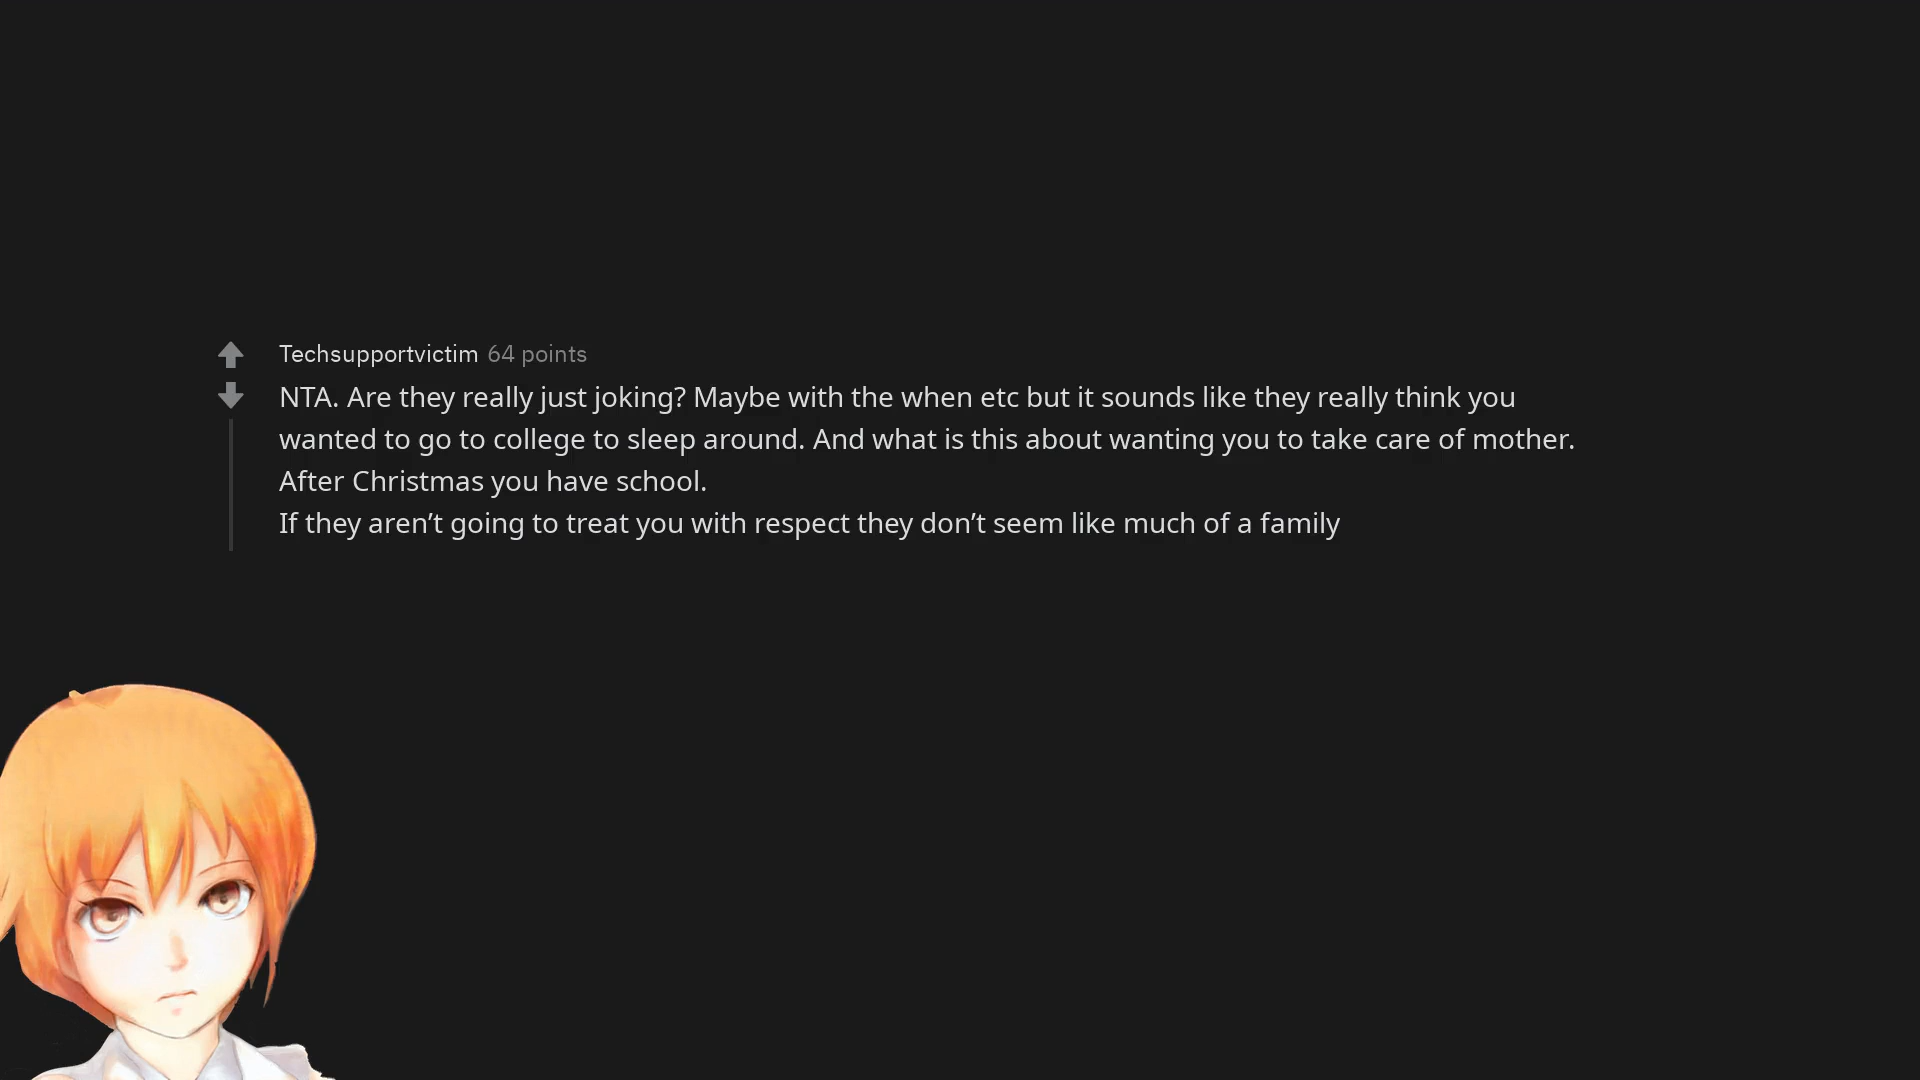 Techsupportvictim 64 points
NTA. Are they really just joking? Maybe with the when etc but it sounds like they really think you
wanted to go to college to sleep around. And what is this about wanting you to take care of mother.
After Christmas you have school.
If they aren’t going to treat you with respect they don’t seem like much of a family